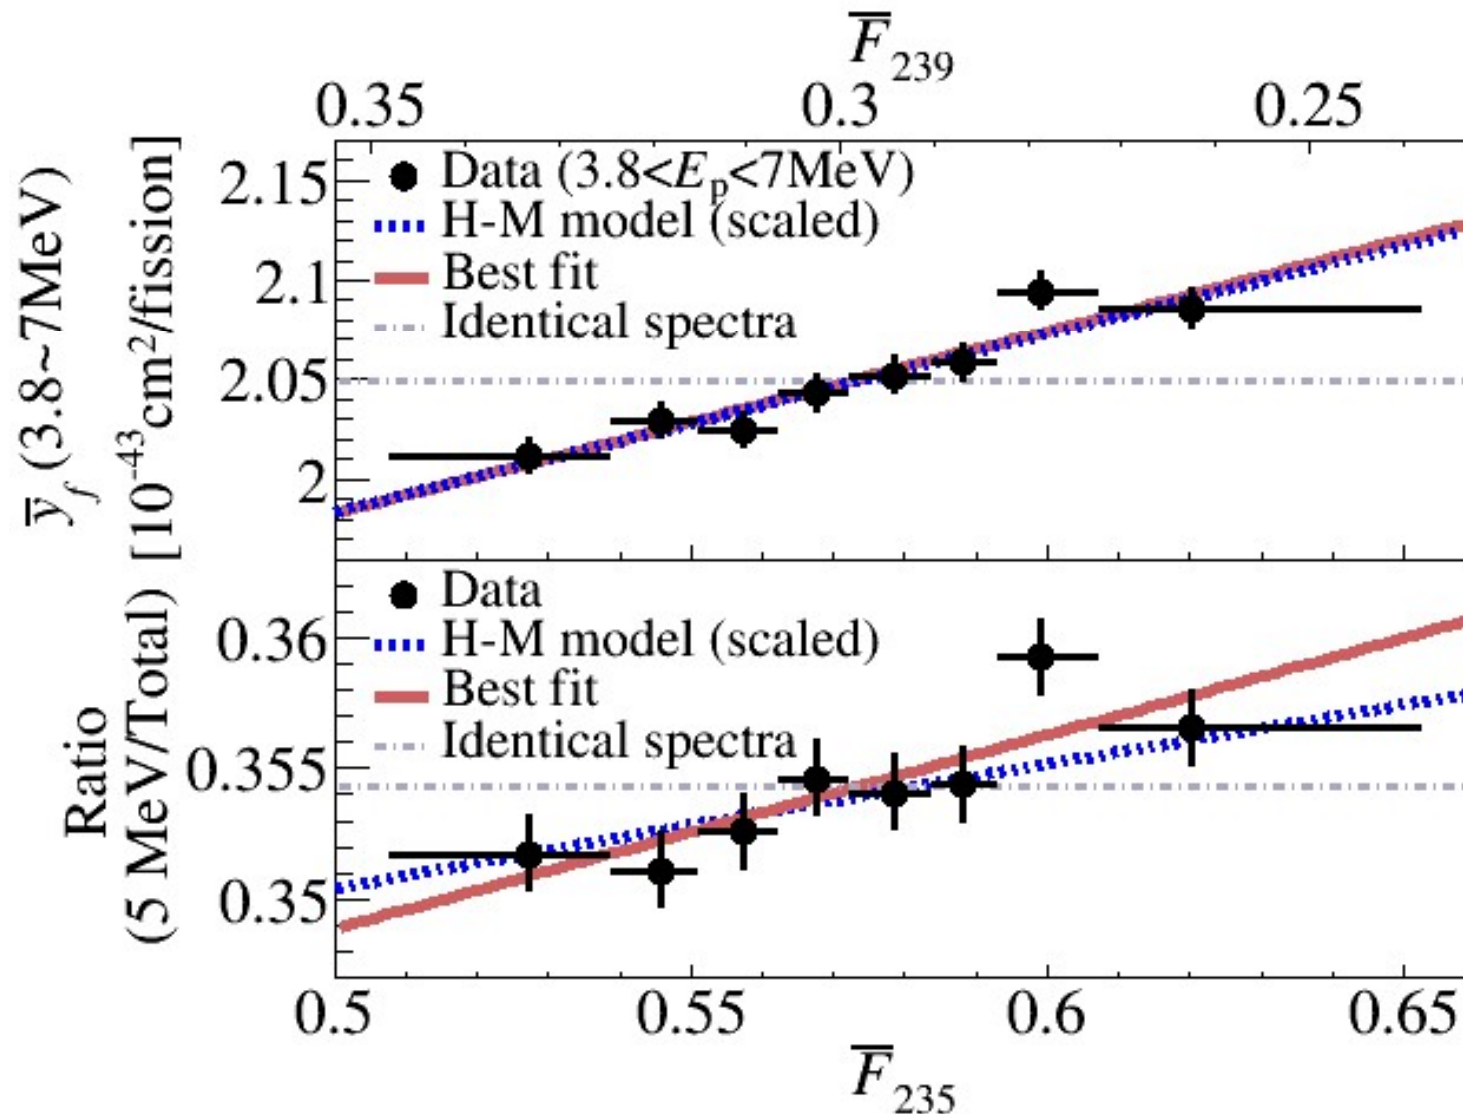 F̅₂₃₉
0.35 0.3 0.25
y̅_f (3.8~7MeV)
[10⁻⁴³cm²/fission]
2.15
2.1
2.05
2
Data (3.8<Eₚ<7MeV)
H-M model (scaled)
Best fit
Identical spectra
Ratio
(5 MeV/Total)
0.36
0.355
0.35
Data
H-M model (scaled)
Best fit
Identical spectra
0.5 0.55 0.6 0.65
F̅₂₃₅